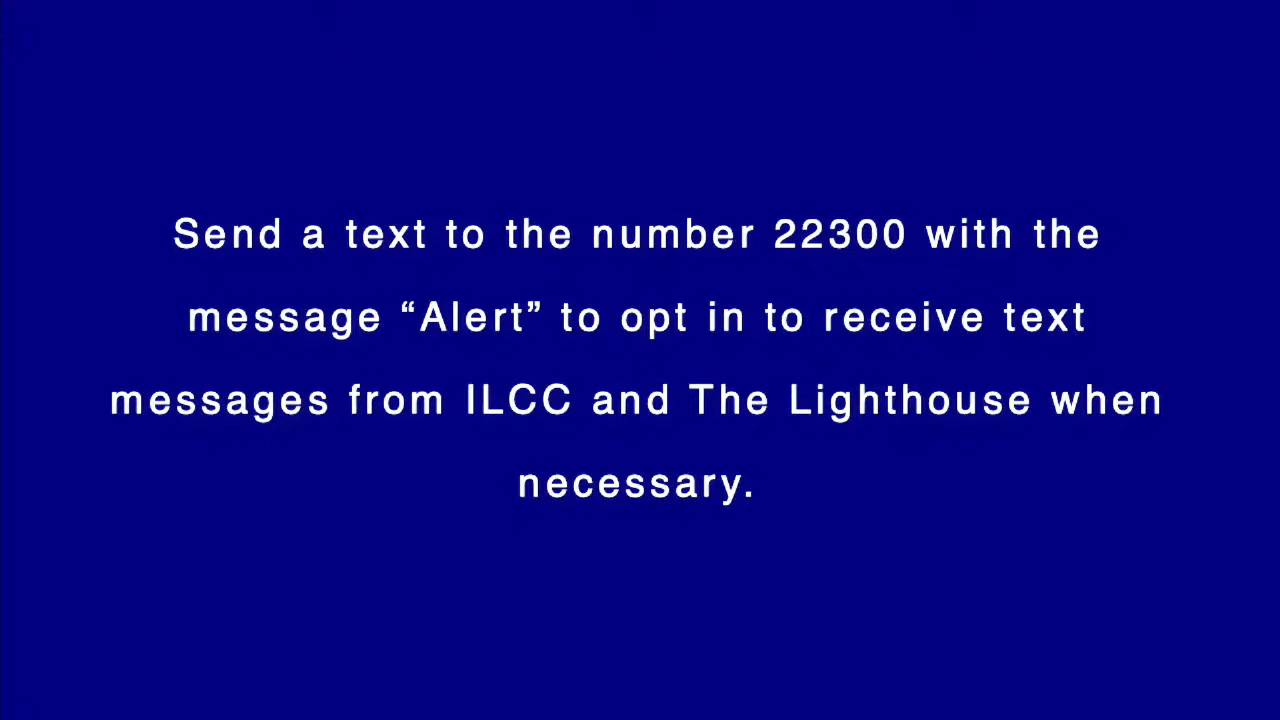 Send a text to the number 22300 with the
message “Alert” to opt in to receive text
messages from ILCC and The Lighthouse when
necessary.